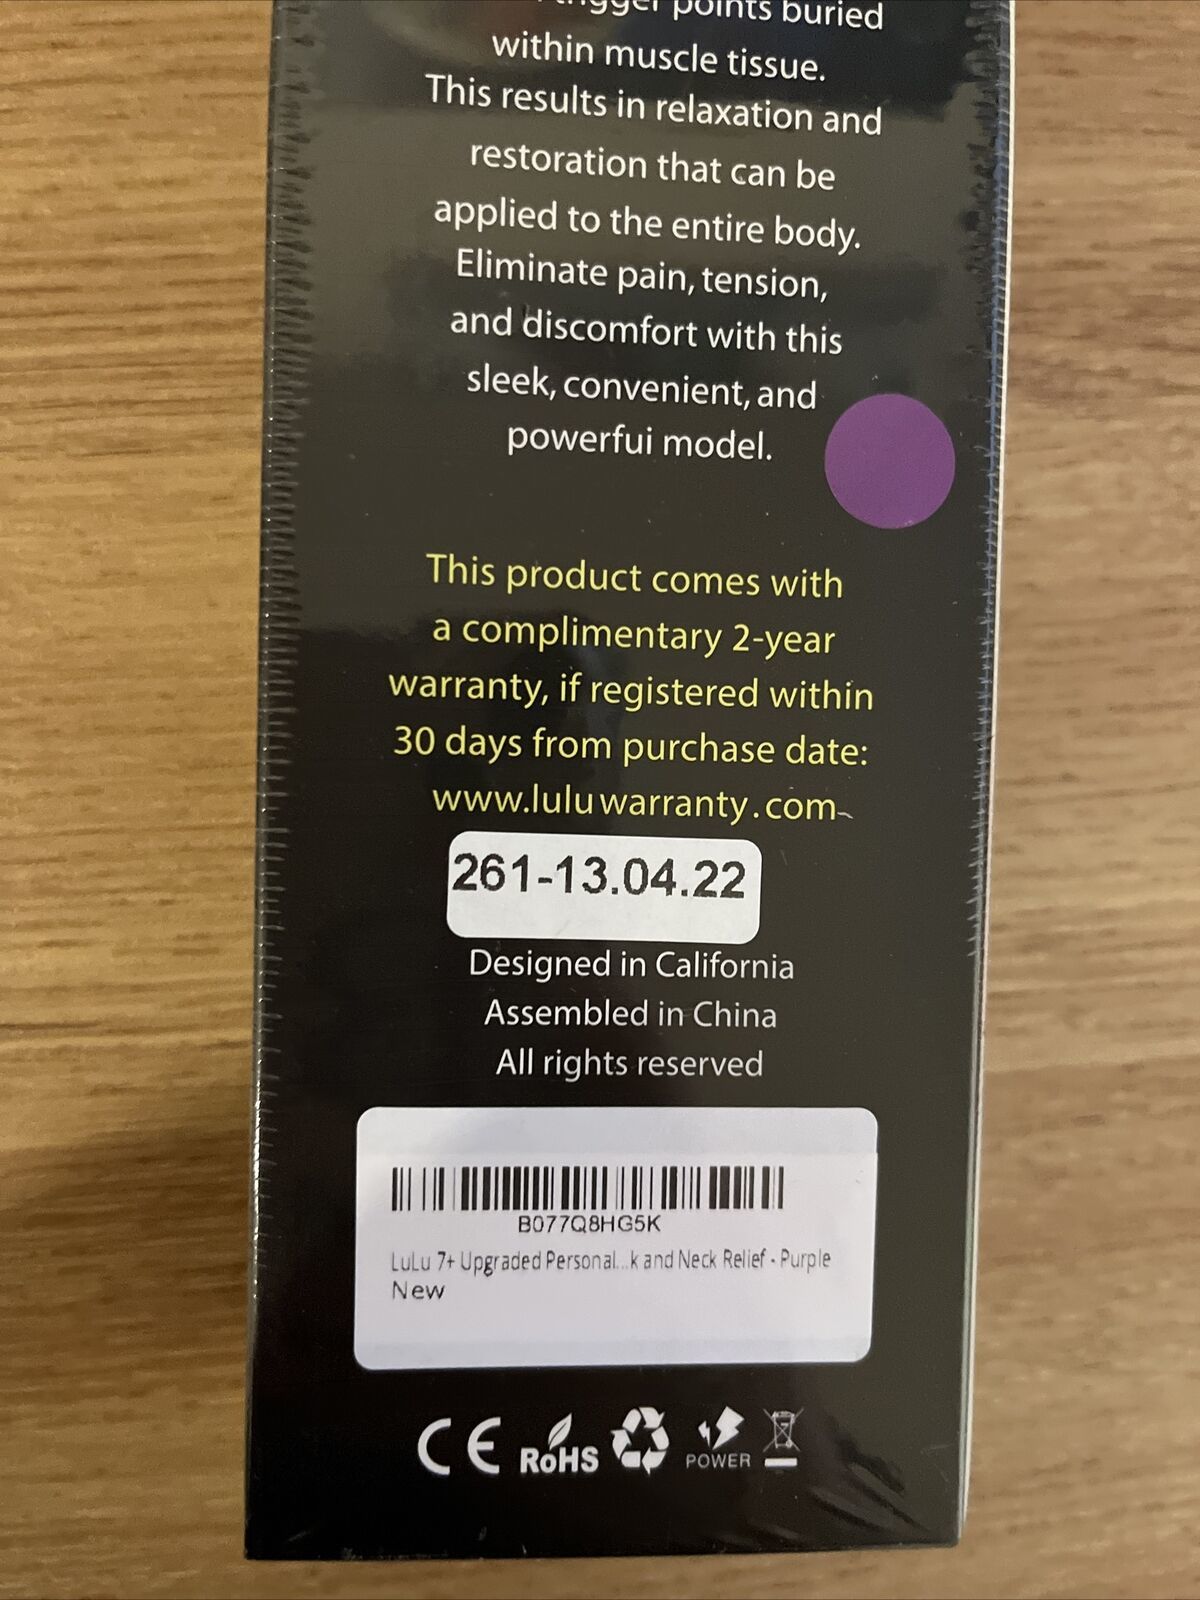 trigger points buried
within muscle tissue.
This results in relaxation and
restoration that can be
applied to the entire body.
Eliminate pain, tension,
and discomfort with this
sleek, convenient, and
powerfui model.
This product comes with
a complimentary 2-year
warranty, if registered within
30 days from purchase date:
www.luluwarranty.com
261-13.04.22
Designed in California
Assembled in China
All rights reserved
B077Q8HG5K
LuLu 7+ Upgraded Personal...k and Neck Relief - Purple
New
CE RoHS POWER